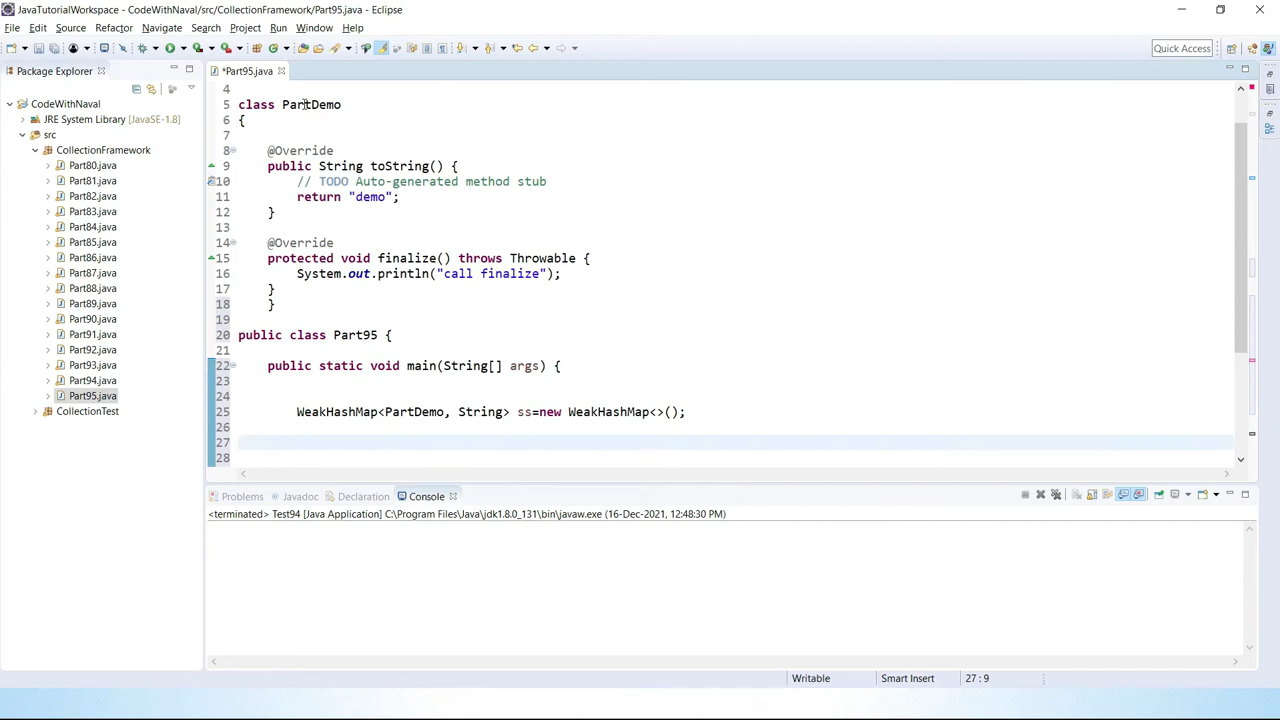 JavaTutorialWorkspace - CodeWithNaval/src/CollectionFramework/Part95.java - Eclipse
File Edit Source Refactor Navigate Search Project Run Window Help
Quick Access
Package Explorer
*Part95.java
CodeWithNaval
JRE System Library [JavaSE-1.8]
src
CollectionFramework
Part80.java
Part81.java
Part82.java
Part83.java
Part84.java
Part85.java
Part86.java
Part87.java
Part88.java
Part89.java
Part90.java
Part91.java
Part92.java
Part93.java
Part94.java
Part95.java
CollectionTest
4
5 class PartDemo
6 {
7
8 @Override
9 public String toString() {
10 // TODO Auto-generated method stub
11 return "demo";
12 }
13
14 @Override
15 protected void finalize() throws Throwable {
16 System.out.println("call finalize");
17 }
18 }
19
20 public class Part95 {
21
22 public static void main(String[] args) {
23
24
25 WeakHashMap<PartDemo, String> ss=new WeakHashMap<>();
26
27
28
Problems Javadoc Declaration Console
<terminated> Test94 [Java Application] C:\Program Files\Java\jdk1.8.0_131\bin\javaw.exe (16-Dec-2021, 12:48:30 PM)
Writable Smart Insert 27 : 9